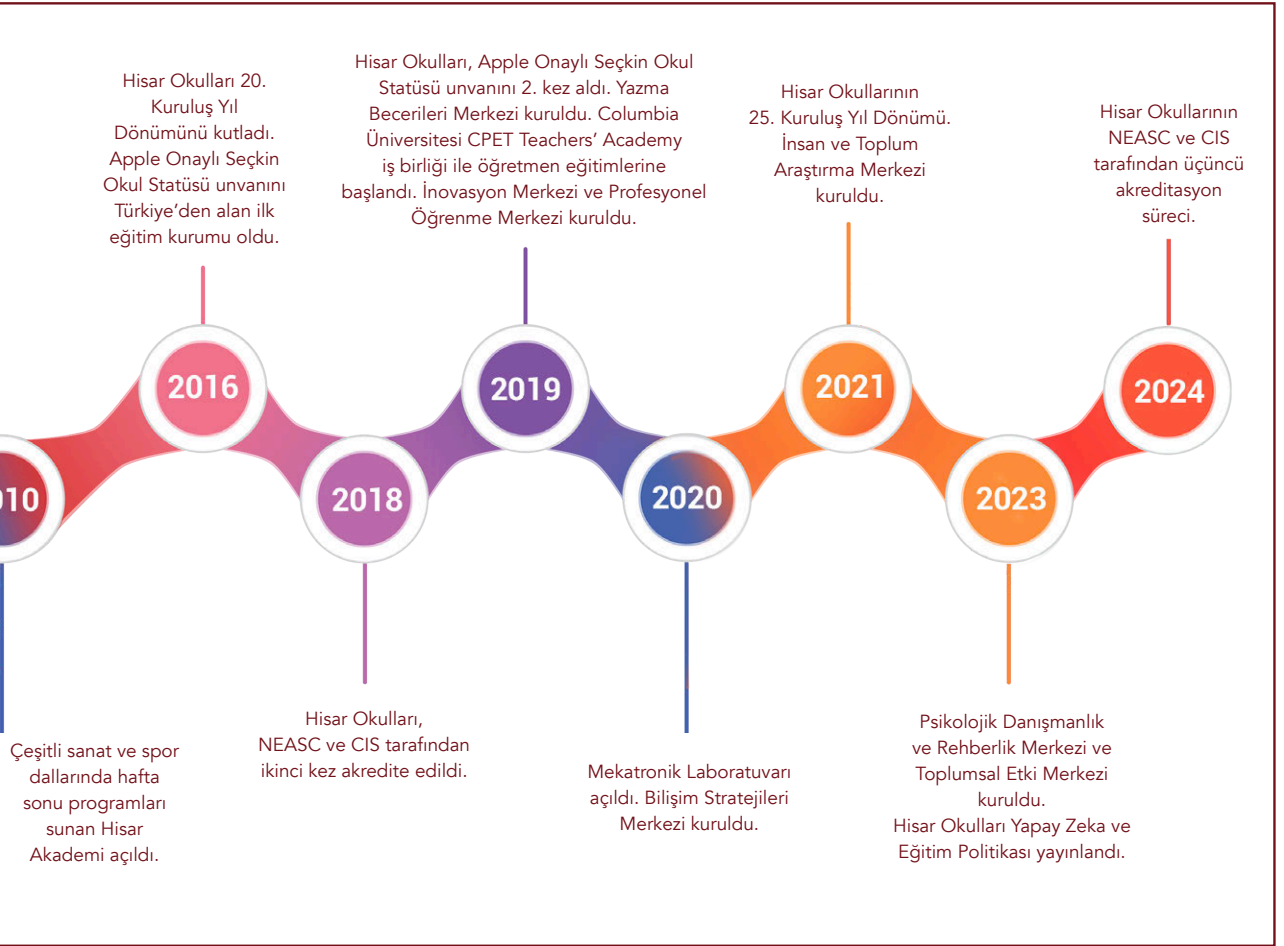 Hisar Okulları 20.
Kuruluş Yıl
Dönümünü kutladı.
Apple Onaylı Seçkin
Okul Statüsü unvanını
Türkiye’den alan ilk
eğitim kurumu oldu.
Hisar Okulları, Apple Onaylı Seçkin Okul
Statüsü unvanını 2. kez aldı. Yazma
Becerileri Merkezi kuruldu. Columbia
Üniversitesi CPET Teachers’ Academy
iş birliği ile öğretmen eğitimlerine
başlandı. İnovasyon Merkezi ve Profesyonel
Öğrenme Merkezi kuruldu.
Hisar Okullarının
25. Kuruluş Yıl Dönümü.
İnsan ve Toplum
Araştırma Merkezi
kuruldu.
Hisar Okullarının
NEASC ve CIS
tarafından üçüncü
akreditasyon
süreci.
2016
2019
2021
2024
10
2018
2020
2023
Çeşitli sanat ve spor
dallarında hafta
sonu programları
sunan Hisar
Akademi açıldı.
Hisar Okulları,
NEASC ve CIS tarafından
ikinci kez akredite edildi.
Mekatronik Laboratuvarı
açıldı. Bilişim Stratejileri
Merkezi kuruldu.
Psikolojik Danışmanlık
ve Rehberlik Merkezi ve
Toplumsal Etki Merkezi
kuruldu.
Hisar Okulları Yapay Zeka ve
Eğitim Politikası yayınlandı.